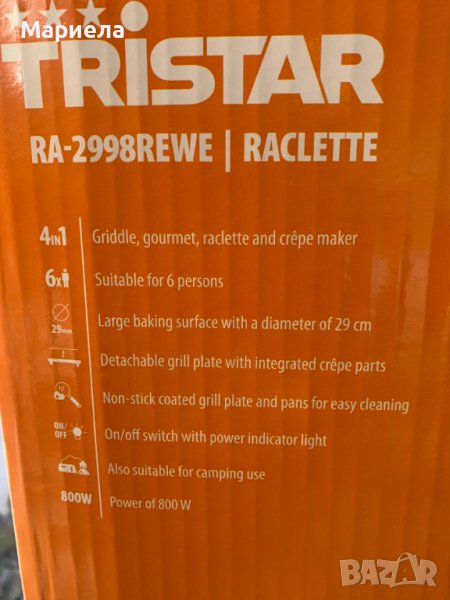 Мариела
TRISTAR
RA-2998REWE | RACLETTE
4IN1 Griddle, gourmet, raclette and crêpe maker
6x Suitable for 6 persons
29mm Large baking surface with a diameter of 29 cm
Detachable grill plate with integrated crêpe parts
Non-stick coated grill plate and pans for easy cleaning
ON/OFF On/off switch with power indicator light
Also suitable for camping use
800W Power of 800 W
BAZAR